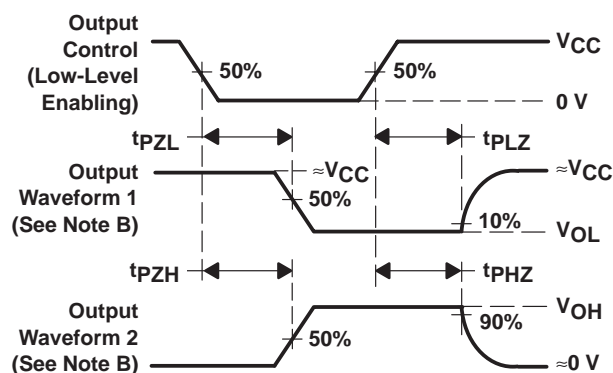 Output
Control
(Low-Level
Enabling)
50%
50%
VCC
0 V
tPZL
tPLZ
Output
Waveform 1
(See Note B)
≈VCC
50%
≈VCC
10%
VOL
tPZH
tPHZ
Output
Waveform 2
(See Note B)
50%
VOH
90%
≈0 V